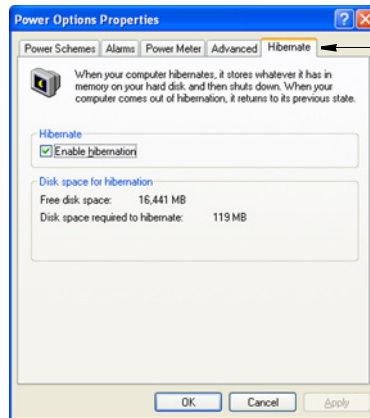 Power Options Properties
Power Schemes Alarms Power Meter Advanced Hibernate
When your computer hibernates, it stores whatever it has in
memory on your hard disk and then shuts down. When your
computer comes out of hibernation, it returns to its previous state.
Hibernate
Enable hibernation
Disk space for hibernation
Free disk space: 16,441 MB
Disk space required to hibernate: 119 MB
OK Cancel Apply